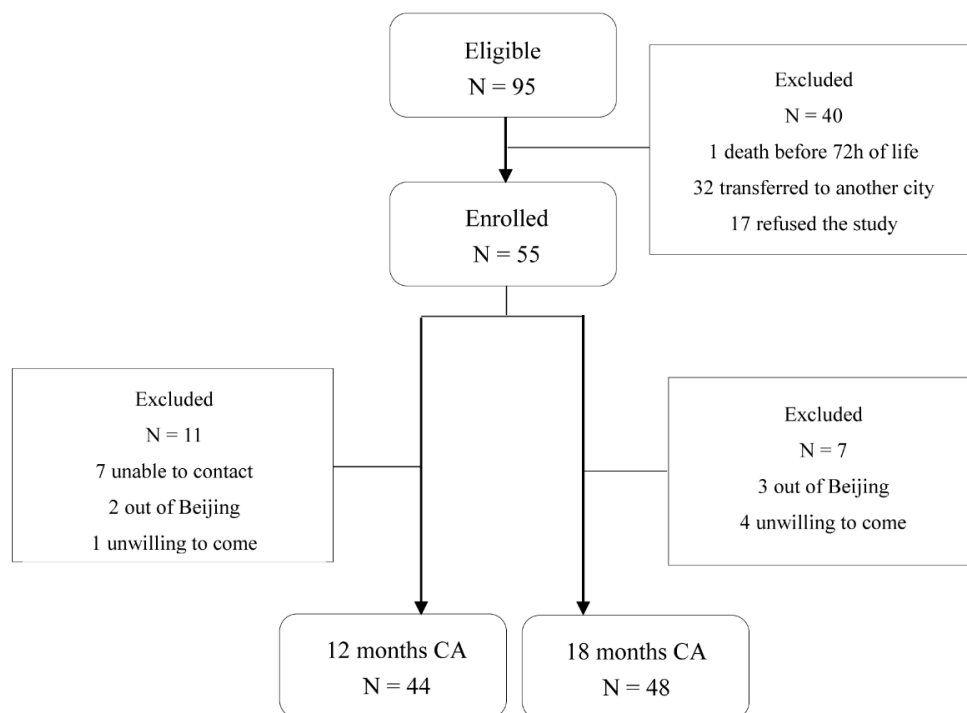 Eligible
N = 95
Excluded
N = 40
1 death before 72h of life
32 transferred to another city
17 refused the study
Enrolled
N = 55
Excluded
N = 11
7 unable to contact
2 out of Beijing
1 unwilling to come
Excluded
N = 7
3 out of Beijing
4 unwilling to come
12 months CA
N = 44
18 months CA
N = 48